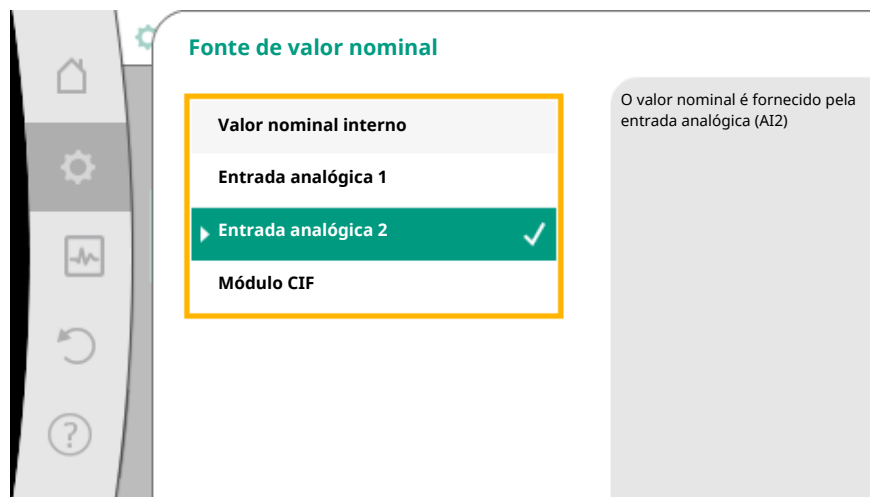 Fonte de valor nominal
Valor nominal interno
Entrada analógica 1
Entrada analógica 2
Módulo CIF
O valor nominal é fornecido pela
entrada analógica (AI2)